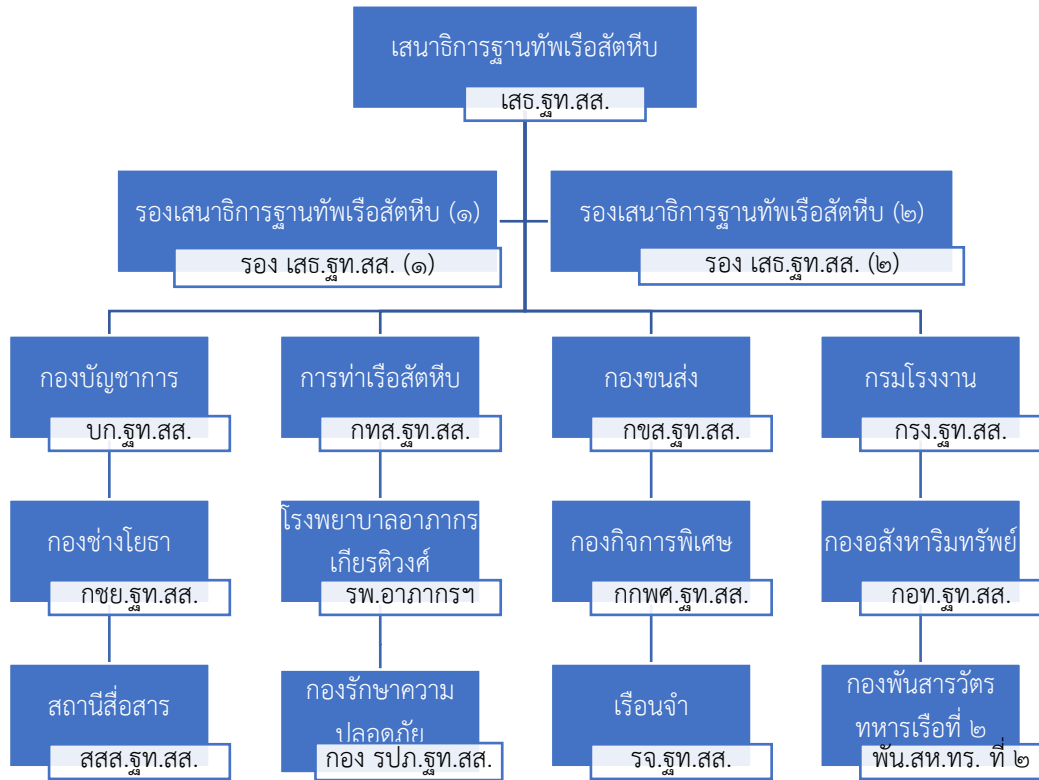 เสนาธิการฐานทัพเรือสัตหีบ
เสธ.ฐท.สส.
รองเสนาธิการฐานทัพเรือสัตหีบ (๑)
รอง เสธ.ฐท.สส. (๑)
รองเสนาธิการฐานทัพเรือสัตหีบ (๒)
รอง เสธ.ฐท.สส. (๒)
กองบัญชาการ
บก.ฐท.สส.
การท่าเรือสัตหีบ
กทส.ฐท.สส.
กองขนส่ง
กขส.ฐท.สส.
กรมโรงงาน
กรง.ฐท.สส.
กองช่างโยธา
กชย.ฐท.สส.
โรงพยาบาลอาภากร
เกียรติวงศ์
รพ.อาภากรฯ
กองกิจการพิเศษ
กกพศ.ฐท.สส.
กองอสังหาริมทรัพย์
กอท.ฐท.สส.
สถานีสื่อสาร
สสส.ฐท.สส.
กองรักษาความ
ปลอดภัย
กอง รปภ.ฐท.สส.
เรือนจำ
รจ.ฐท.สส.
กองพันสารวัตร
ทหารเรือที่ ๒
พัน.สห.ทร. ที่ ๒